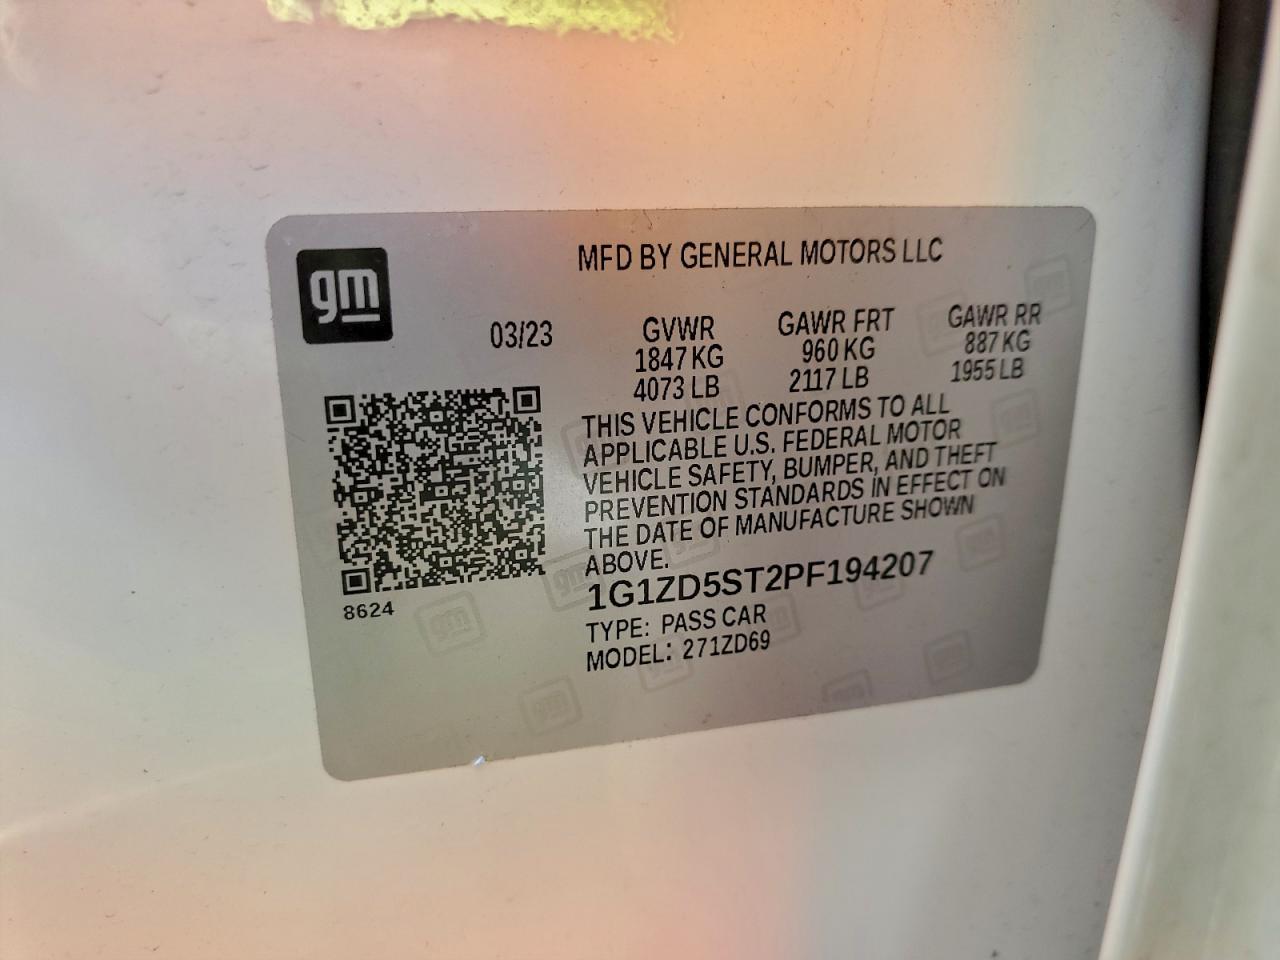 gm
MFD BY GENERAL MOTORS LLC
03/23 GVWR GAWR FRT GAWR RR
1847 KG 960 KG 887 KG
4073 LB 2117 LB 1955 LB
THIS VEHICLE CONFORMS TO ALL
APPLICABLE U.S. FEDERAL MOTOR
VEHICLE SAFETY, BUMPER, AND THEFT
PREVENTION STANDARDS IN EFFECT ON
THE DATE OF MANUFACTURE SHOWN
ABOVE.
1G1ZD5ST2PF194207
8624
TYPE: PASS CAR
MODEL: 271ZD69